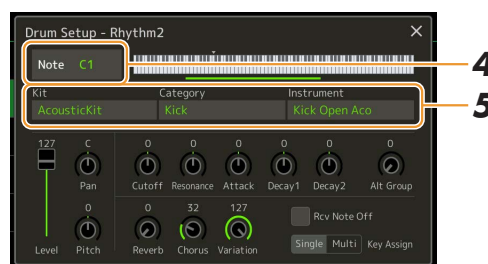 Drum Setup - Rhythm2 ×
Note C1
4
Kit Category Instrument
AcousticKit Kick Kick Open Aco
5
127 C 0 0 0 0 0 0
Pan Cutoff Resonance Attack Decay1 Decay2 Alt Group
0 0 32 127
Rcv Note Off
Level Pitch Reverb Chorus Variation Single Multi Key Assign